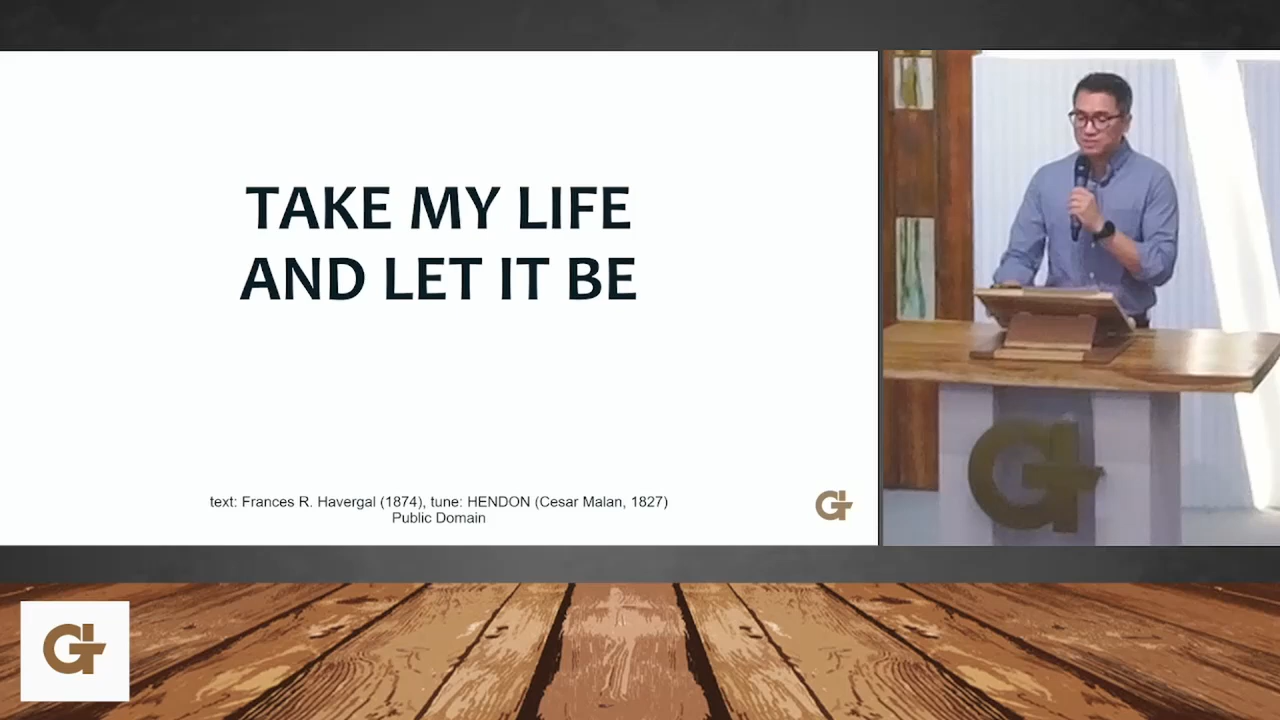 TAKE MY LIFE
AND LET IT BE
text: Frances R. Havergal (1874), tune: HENDON (Cesar Malan, 1827)
Public Domain